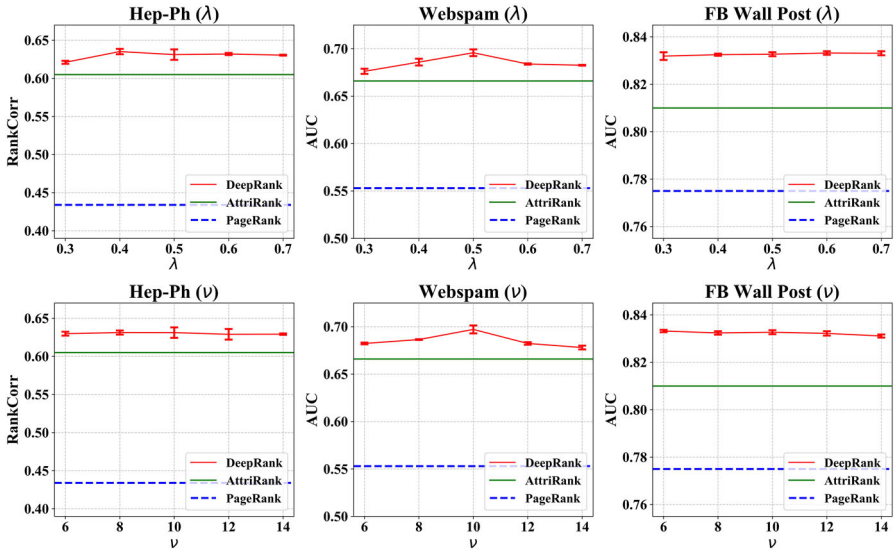 Hep-Ph (λ)
RankCorr
0.65
0.60
0.55
0.50
0.45
0.40
DeepRank
AttriRank
PageRank
0.3 0.4 0.5 0.6 0.7
λ
Webspam (λ)
AUC
0.70
0.65
0.60
0.55
0.50
DeepRank
AttriRank
PageRank
0.3 0.4 0.5 0.6 0.7
λ
FB Wall Post (λ)
AUC
0.84
0.82
0.80
0.78
0.76
DeepRank
AttriRank
PageRank
0.3 0.4 0.5 0.6 0.7
λ
Hep-Ph (ν)
RankCorr
0.65
0.60
0.55
0.50
0.45
0.40
DeepRank
AttriRank
PageRank
6 8 10 12 14
ν
Webspam (ν)
AUC
0.70
0.65
0.60
0.55
0.50
DeepRank
AttriRank
PageRank
6 8 10 12 14
ν
FB Wall Post (ν)
AUC
0.84
0.82
0.80
0.78
0.76
DeepRank
AttriRank
PageRank
6 8 10 12 14
ν